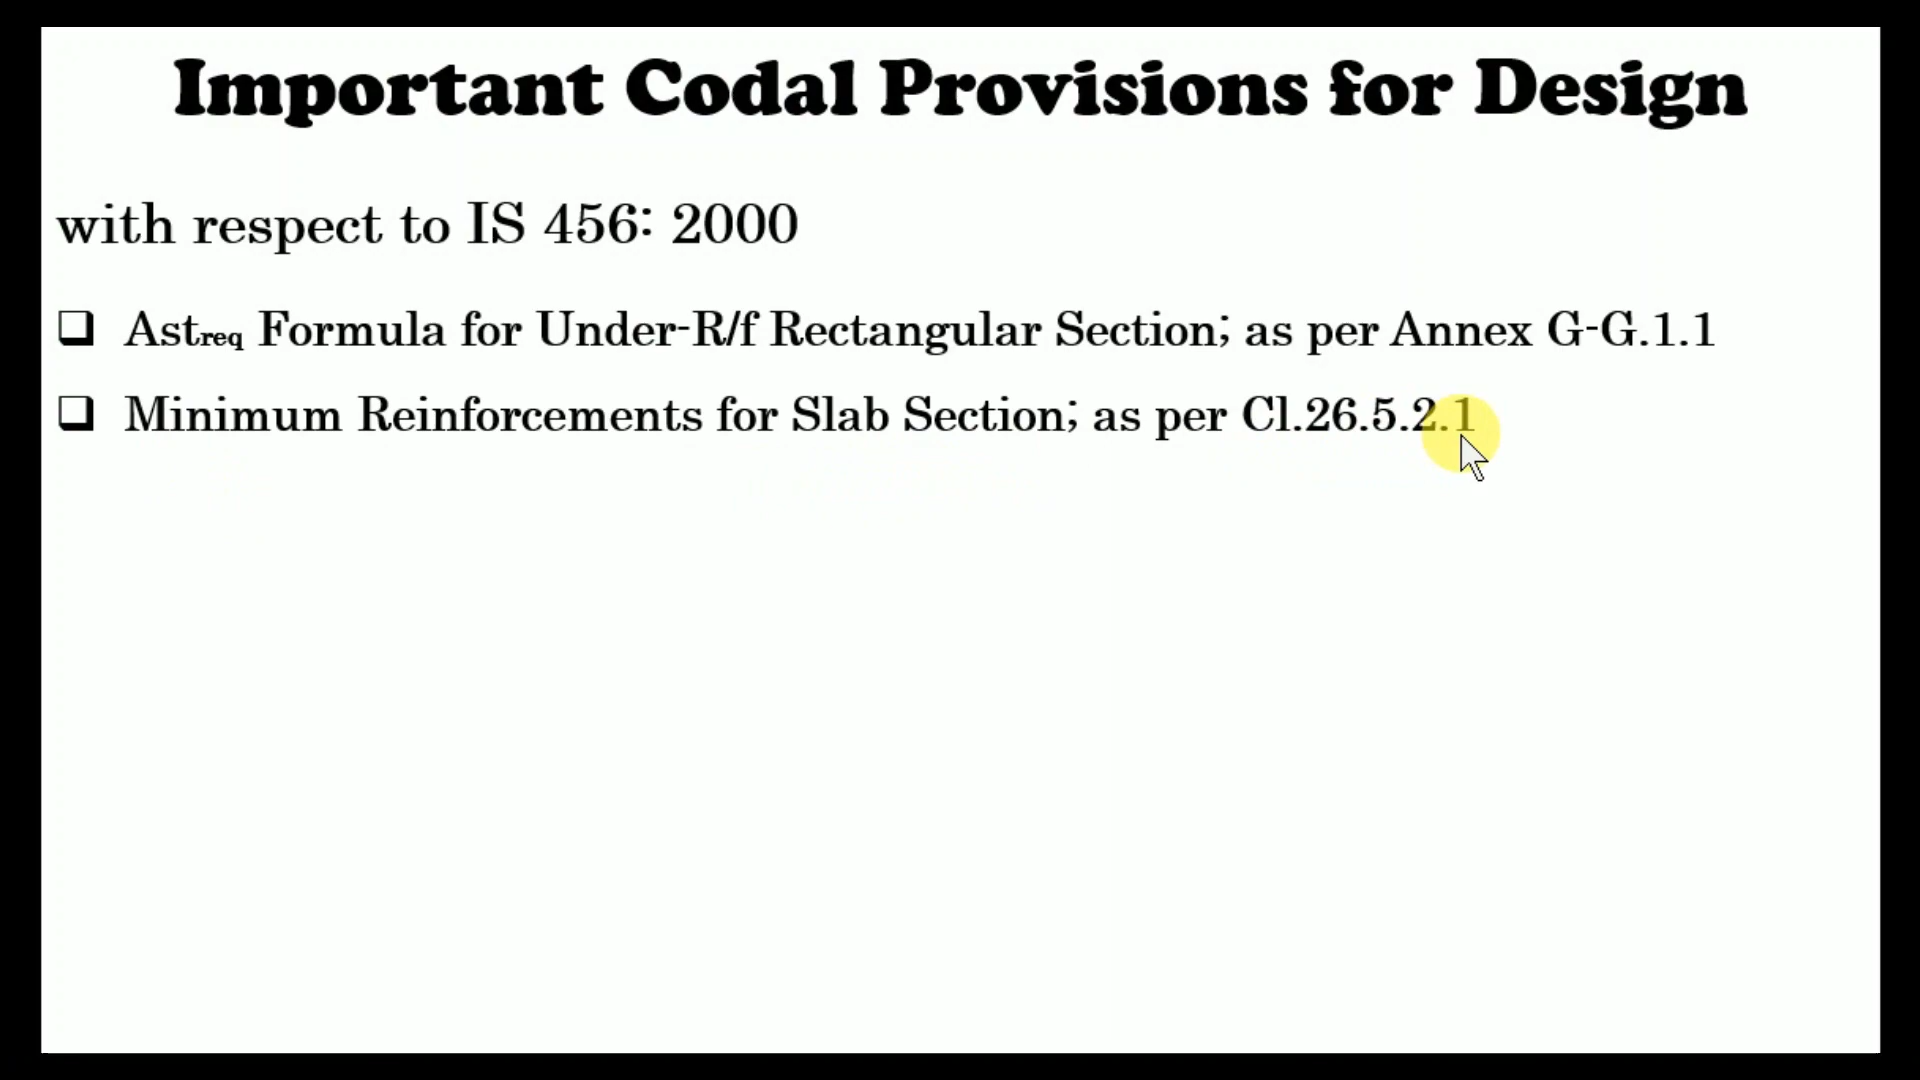 Important Codal Provisions for Design
with respect to IS 456: 2000
❑ Astreq Formula for Under-R/f Rectangular Section; as per Annex G-G.1.1
❑ Minimum Reinforcements for Slab Section; as per Cl.26.5.2.1